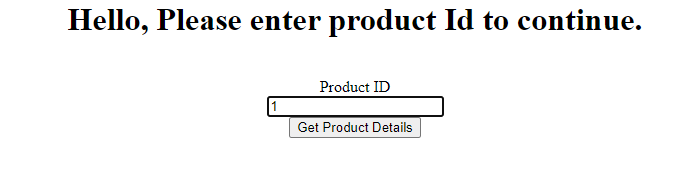 Hello, Please enter product Id to continue.
Product ID
1
Get Product Details